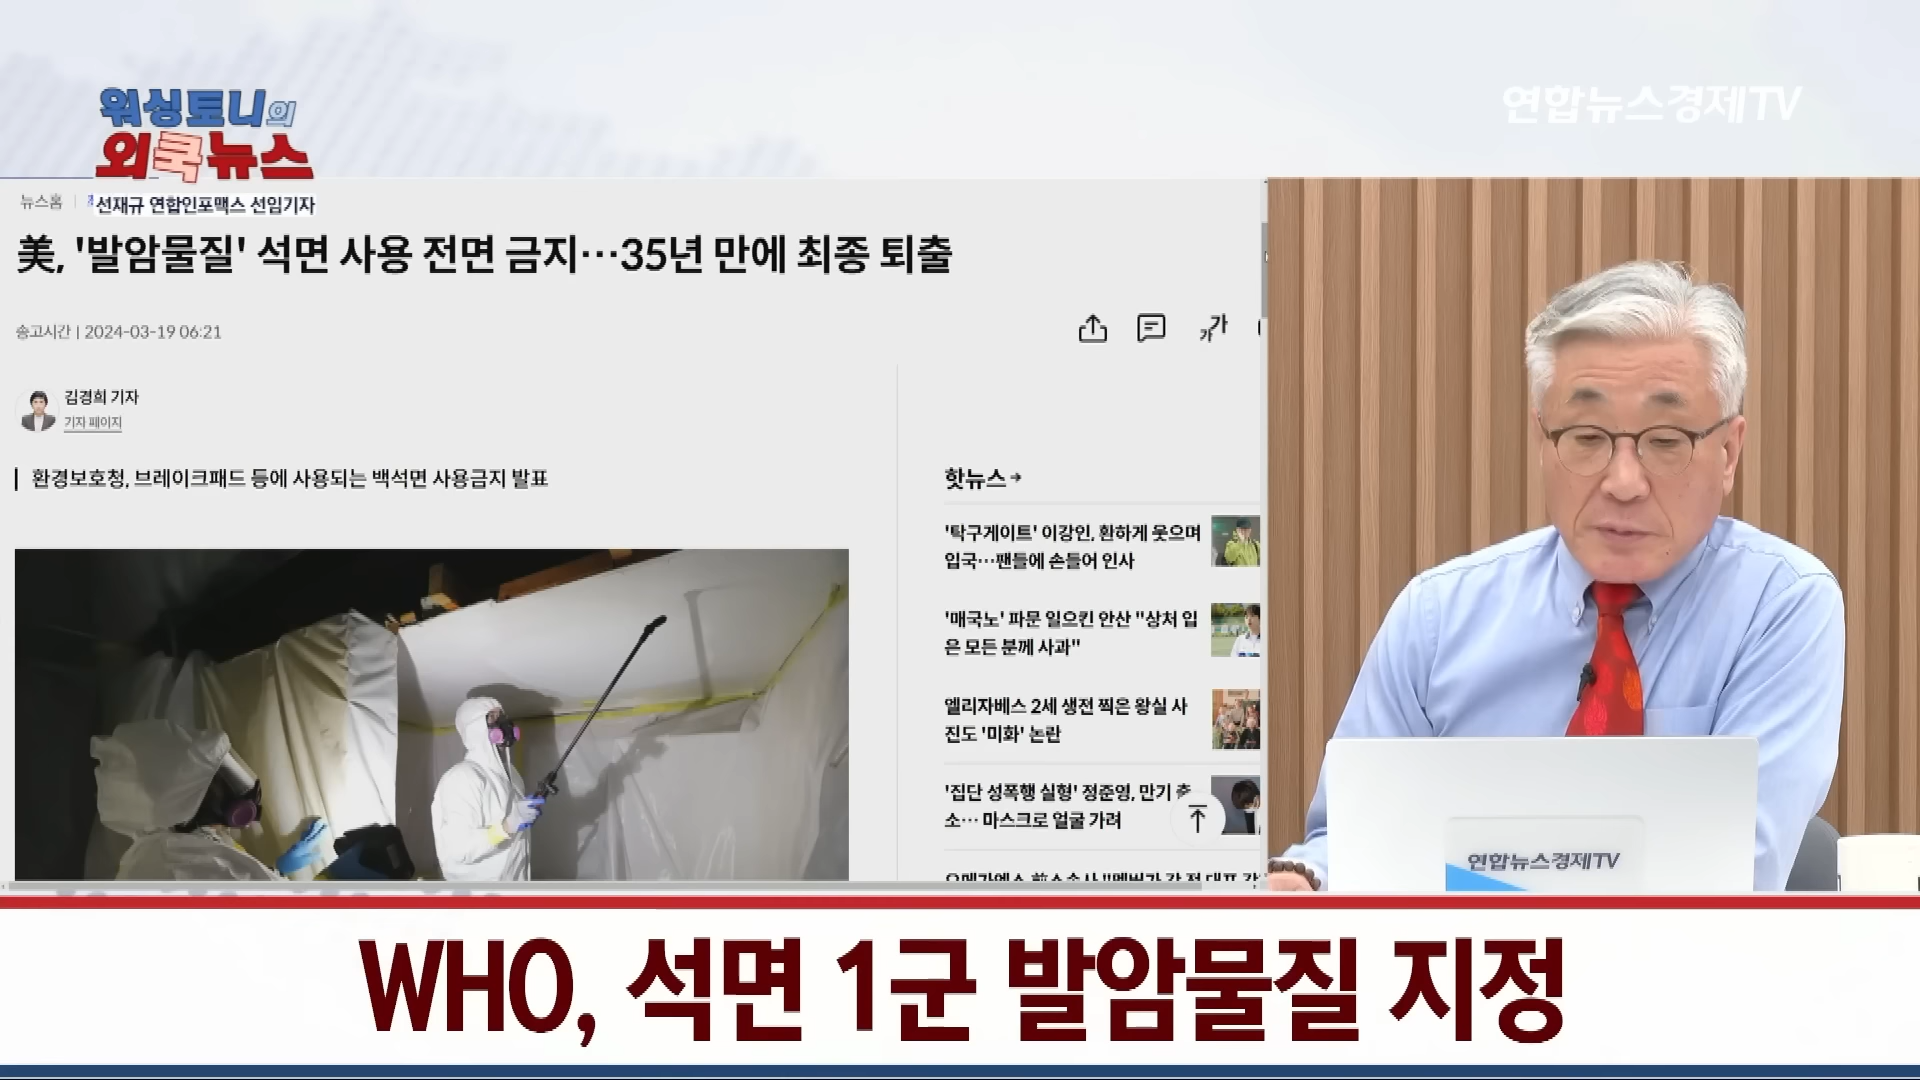 워싱토니의
외쿡뉴스
선재규 연합인포맥스 선임기자
연합뉴스경제TV
뉴스홈
美, '발암물질' 석면 사용 전면 금지…35년 만에 최종 퇴출
송고시간 | 2024-03-19 06:21
가가
김경희 기자
기자 페이지
환경보호청, 브레이크패드 등에 사용되는 백석면 사용금지 발표
핫뉴스
'탁구게이트' 이강인, 환하게 웃으며
입국…팬들에 손들어 인사
'매국노' 파문 일으킨 안산 "상처 입
은 모든 분께 사과"
엘리자베스 2세 생전 찍은 왕실 사
진도 '미화' 논란
'집단 성폭행 실형' 정준영, 만기 출
소… 마스크로 얼굴 가려
연합뉴스경제TV
WHO, 석면 1군 발암물질 지정